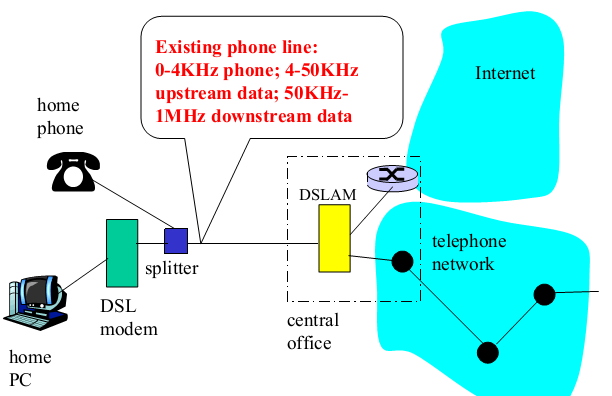 Existing phone line:
0-4KHz phone; 4-50KHz
upstream data; 50KHz-
1MHz downstream data
Internet
home
phone
DSLAM
telephone
network
splitter
DSL
modem
central
office
home
PC